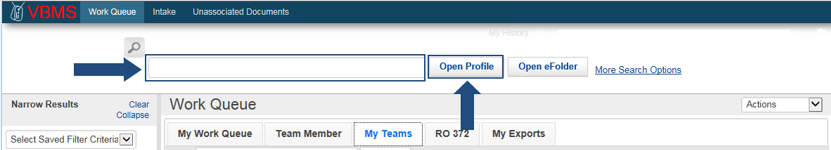 VBMS Work Queue Intake Unassociated Documents
My History
Open Profile Open eFolder More Search Options
Narrow Results Clear
Collapse
Work Queue Actions
Select Saved Filter Criteria
My Work Queue Team Member My Teams RO 372 My Exports